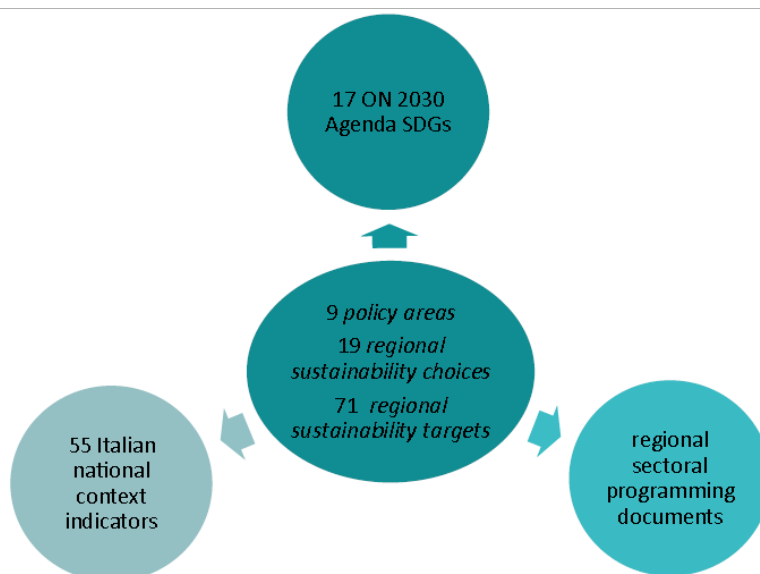 17 ON 2030
Agenda SDGs
9 policy areas
19 regional
sustainability choices
71 regional
sustainability targets
55 Italian
national
context
indicators
regional
sectoral
programming
documents